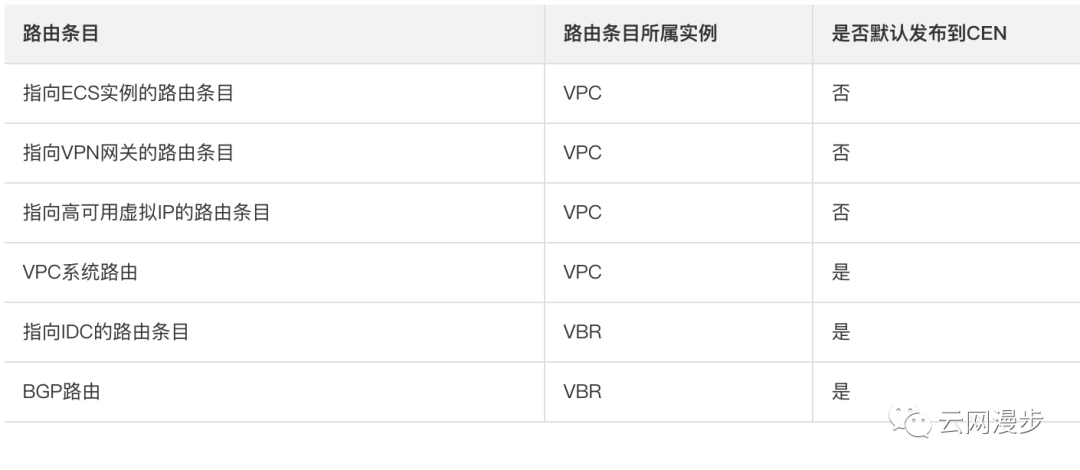 路由条目 路由条目所属实例 是否默认发布到CEN
指向ECS实例的路由条目 VPC 否
指向VPN网关的路由条目 VPC 否
指向高可用虚拟IP的路由条目 VPC 否
VPC系统路由 VPC 是
指向IDC的路由条目 VBR 是
BGP路由 VBR 是
云网漫步